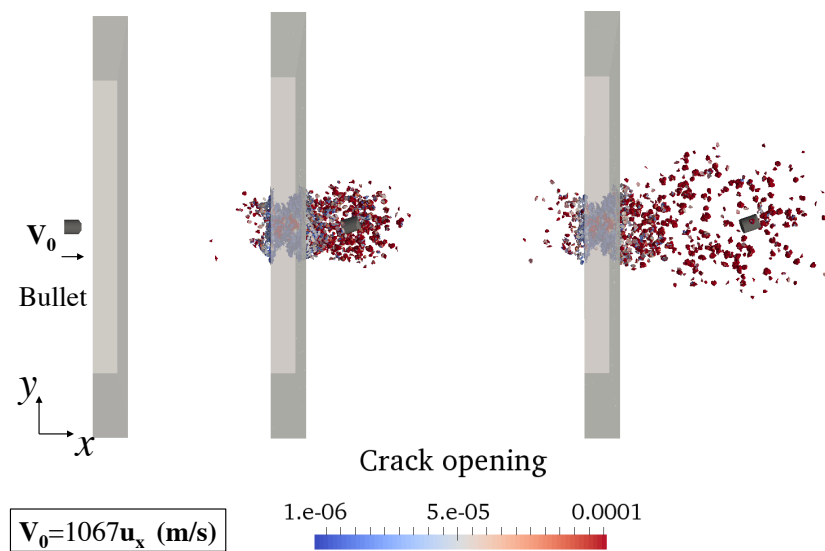 V₀
Bullet
y
x
Crack opening
1.e-06 5.e-05 0.0001
V₀=1067uₓ (m/s)